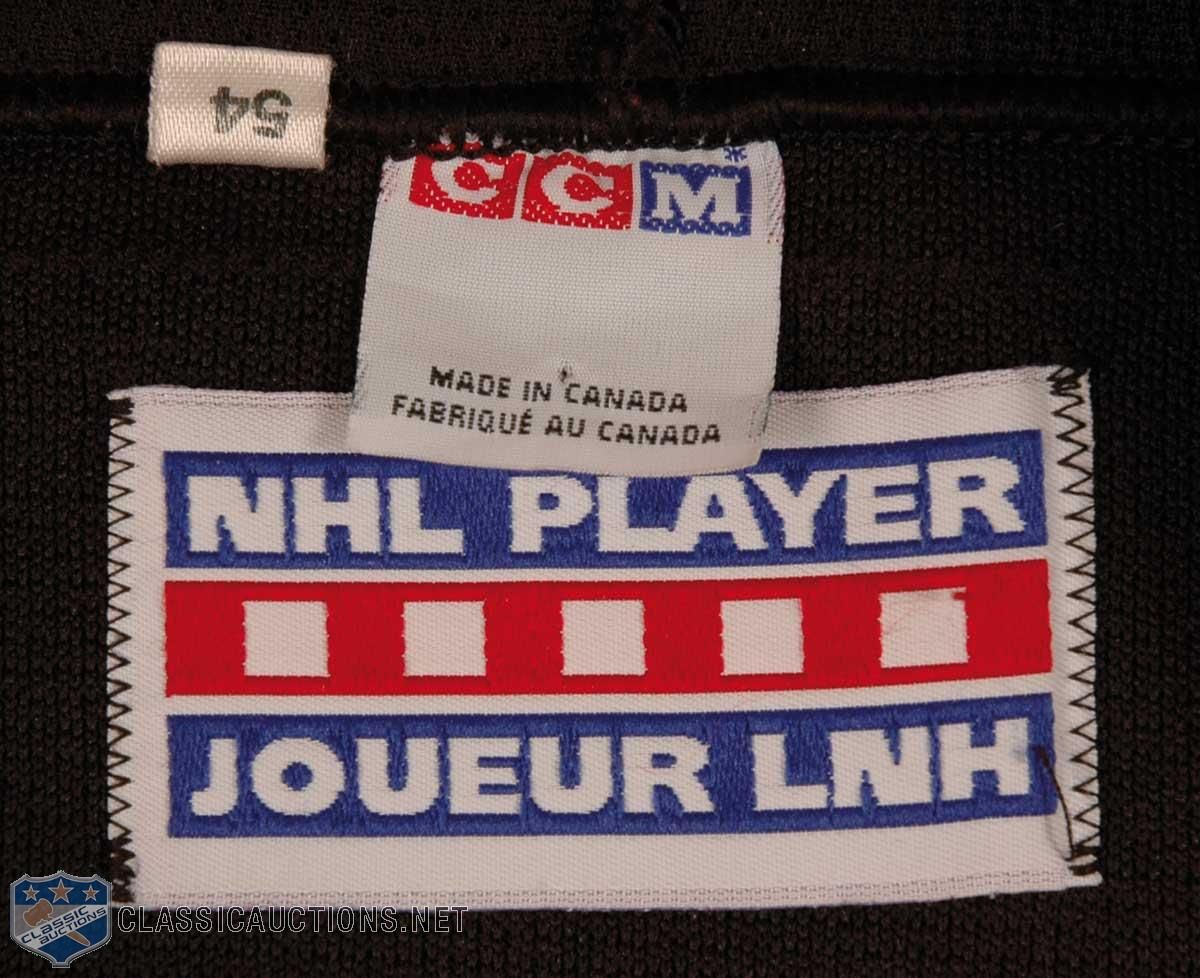 54
CCM
MADE IN CANADA
FABRIQUÉ AU CANADA
NHL PLAYER
JOUEUR LNH
CLASSIC
AUCTIONS
CLASSICAUCTIONS.NET